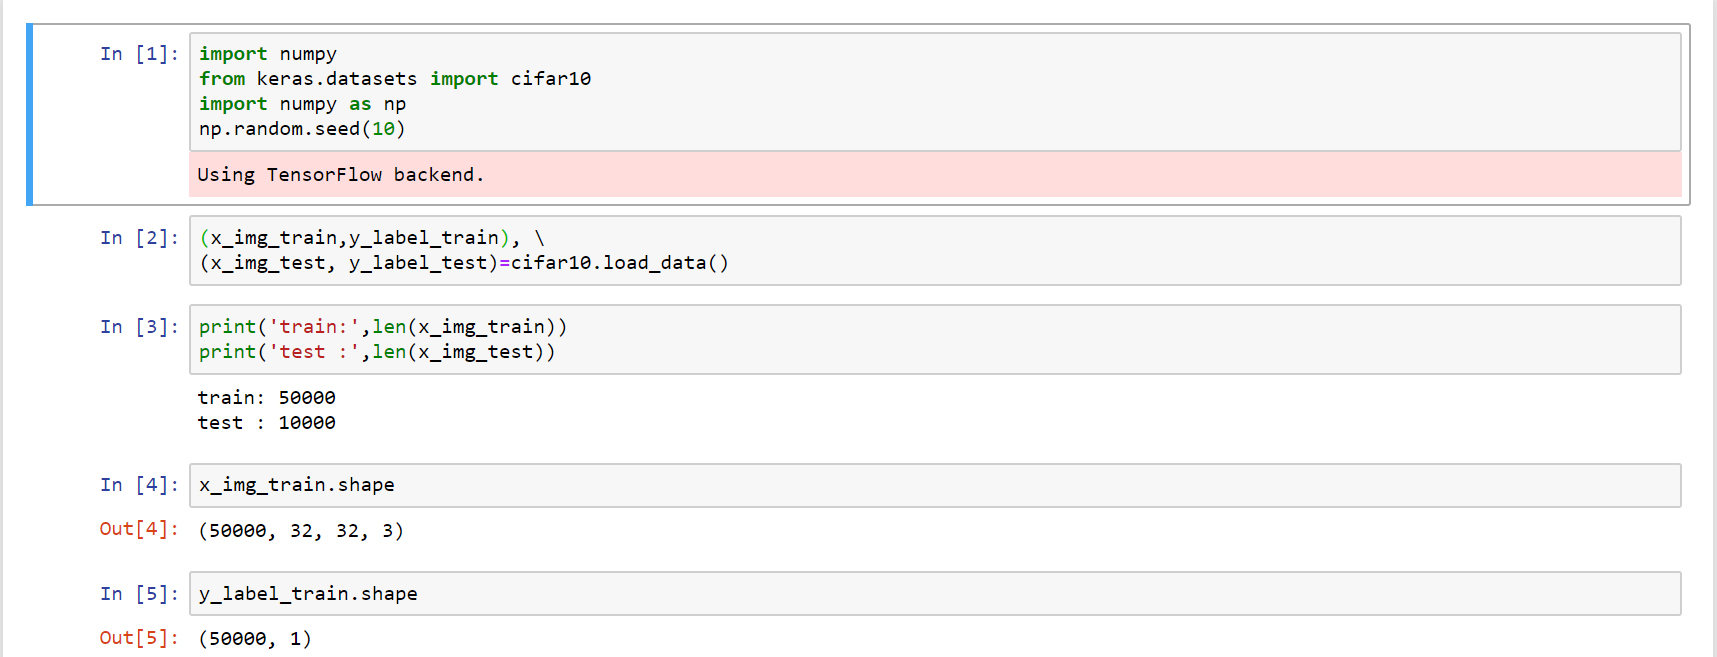 In [1]: import numpy
from keras.datasets import cifar10
import numpy as np
np.random.seed(10)
Using TensorFlow backend.
In [2]: (x_img_train,y_label_train), \
(x_img_test, y_label_test)=cifar10.load_data()
In [3]: print('train:',len(x_img_train))
print('test :',len(x_img_test))
train: 50000
test : 10000
In [4]: x_img_train.shape
Out[4]: (50000, 32, 32, 3)
In [5]: y_label_train.shape
Out[5]: (50000, 1)